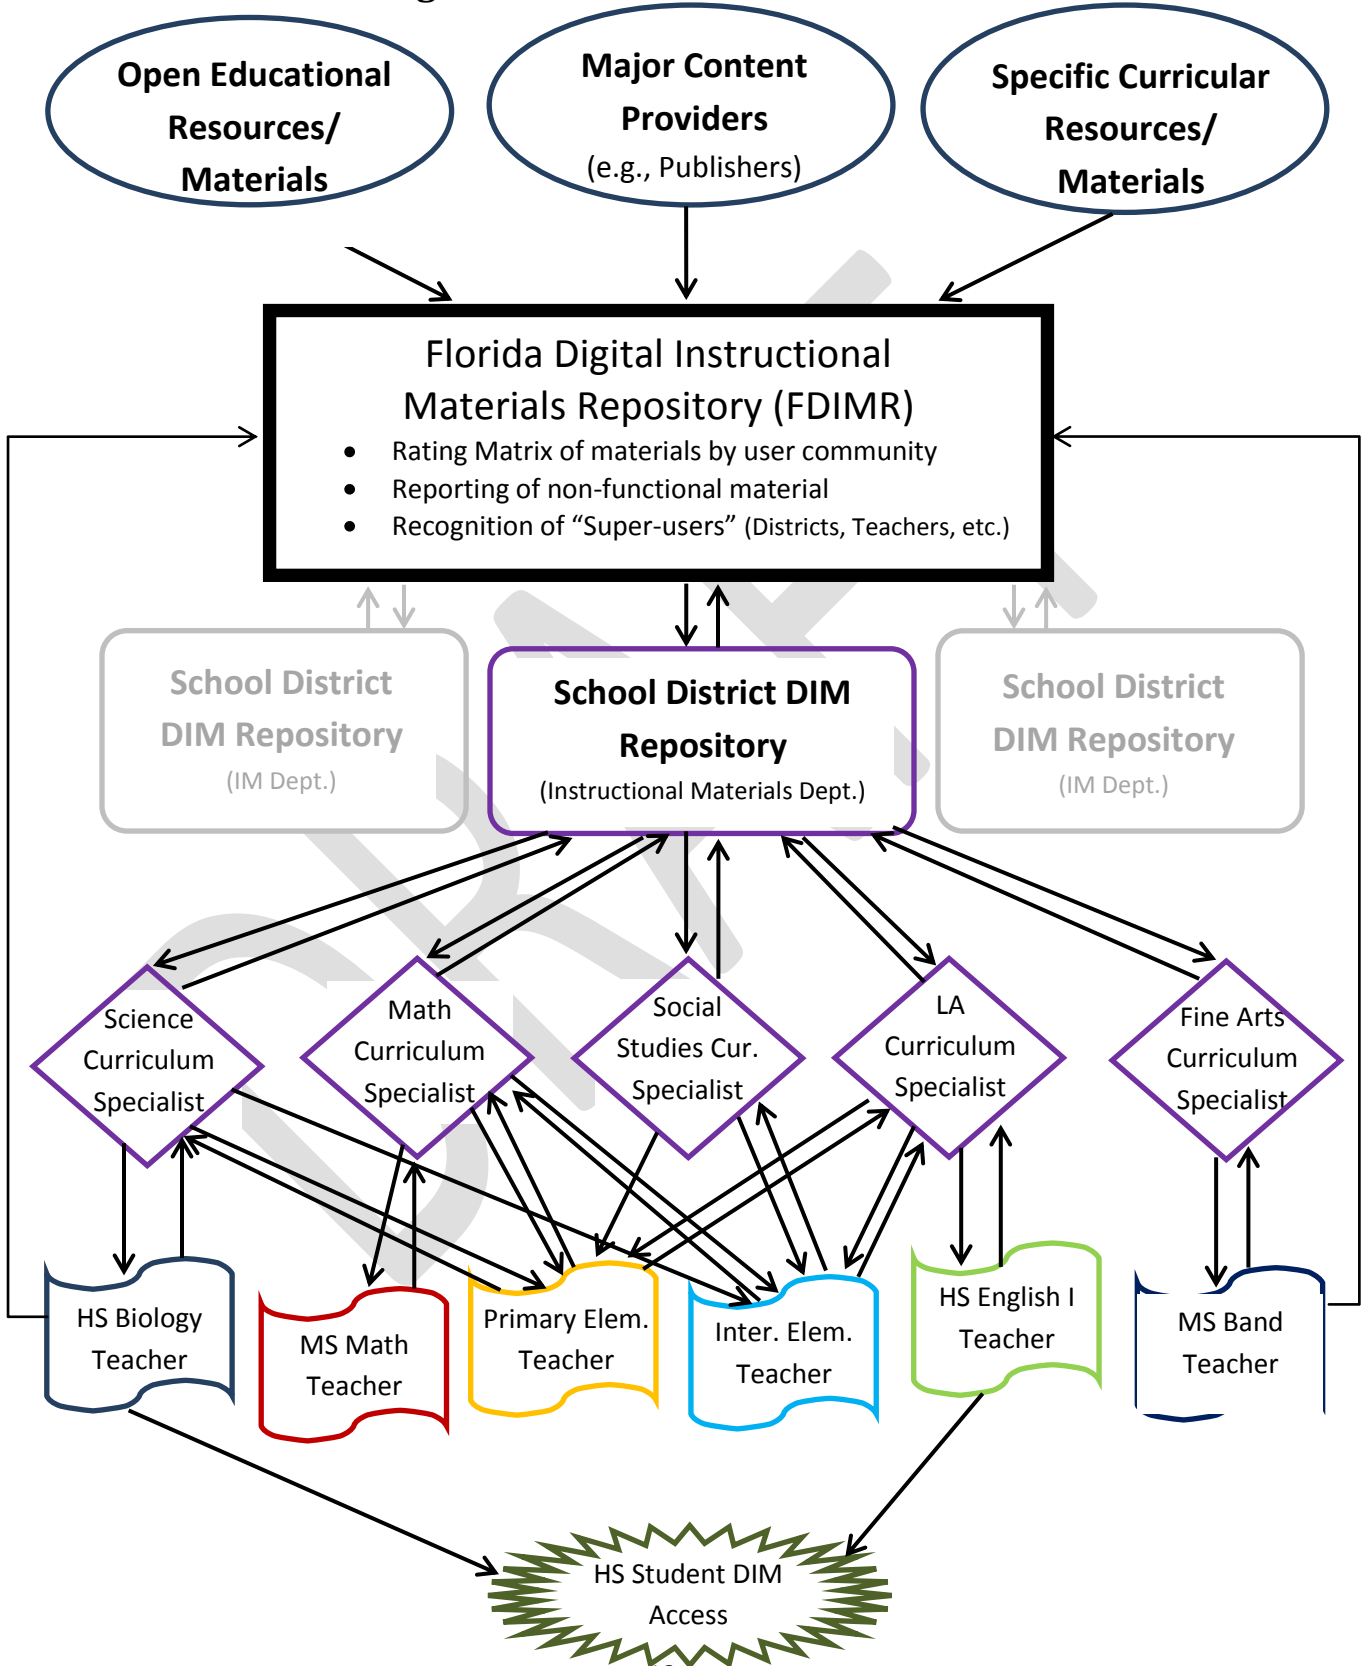 Open Educational
Resources/
Materials
Major Content
Providers
(e.g., Publishers)
Specific Curricular
Resources/
Materials
Florida Digital Instructional
Materials Repository (FDIMR)
• Rating Matrix of materials by user community
• Reporting of non-functional material
• Recognition of “Super-users” (Districts, Teachers, etc.)
School District
DIM Repository
(IM Dept.)
School District DIM
Repository
(Instructional Materials Dept.)
School District
DIM Repository
(IM Dept.)
Science
Curriculum
Specialist
Math
Curriculum
Specialist
Social
Studies Cur.
Specialist
LA
Curriculum
Specialist
Fine Arts
Curriculum
Specialist
HS Biology
Teacher
MS Math
Teacher
Primary Elem.
Teacher
Inter. Elem.
Teacher
HS English I
Teacher
MS Band
Teacher
HS Student DIM
Access
DRAFT